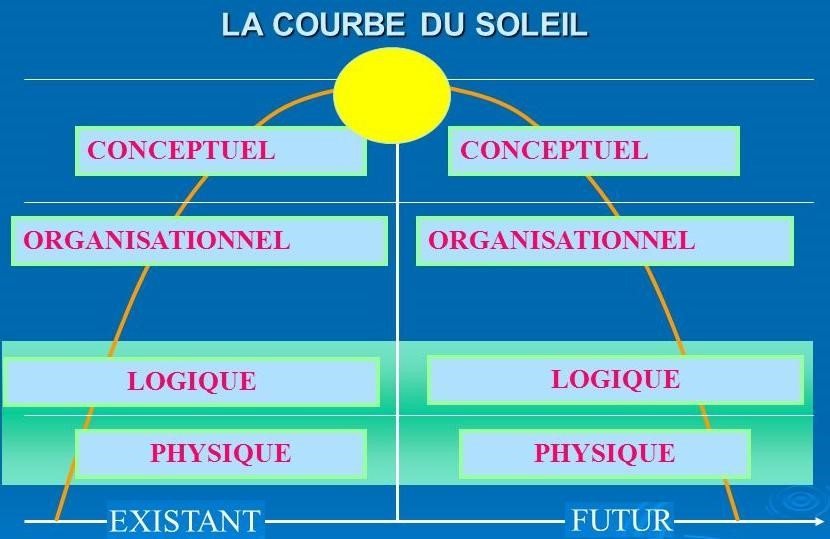 LA COURBE DU SOLEIL
CONCEPTUEL
CONCEPTUEL
ORGANISATIONNEL
ORGANISATIONNEL
LOGIQUE
LOGIQUE
PHYSIQUE
PHYSIQUE
EXISTANT
FUTUR